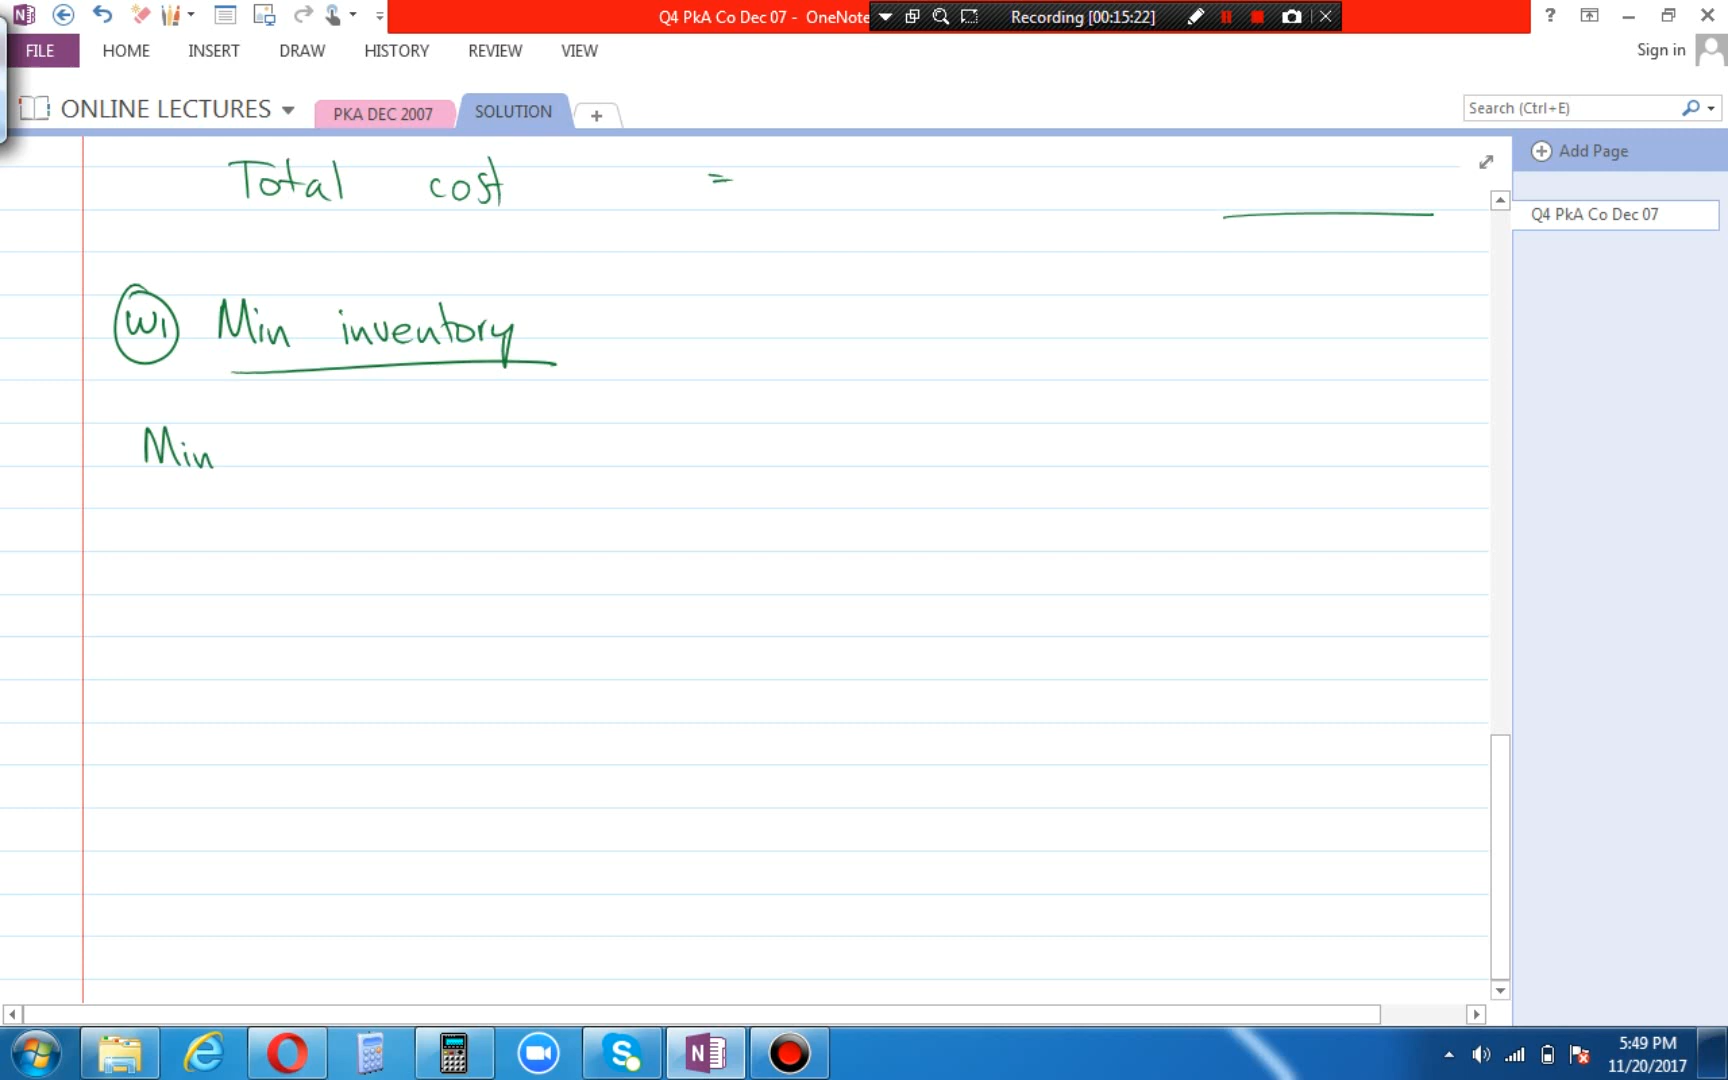 Q4 PkA Co Dec 07 - OneNote
Recording [00:15:22]
FILE HOME INSERT DRAW HISTORY REVIEW VIEW
Sign in
ONLINE LECTURES
PKA DEC 2007
SOLUTION
Search (Ctrl+E)
Add Page
Q4 PkA Co Dec 07
Total cost =
W1 Min inventory
Min
5:49 PM
11/20/2017